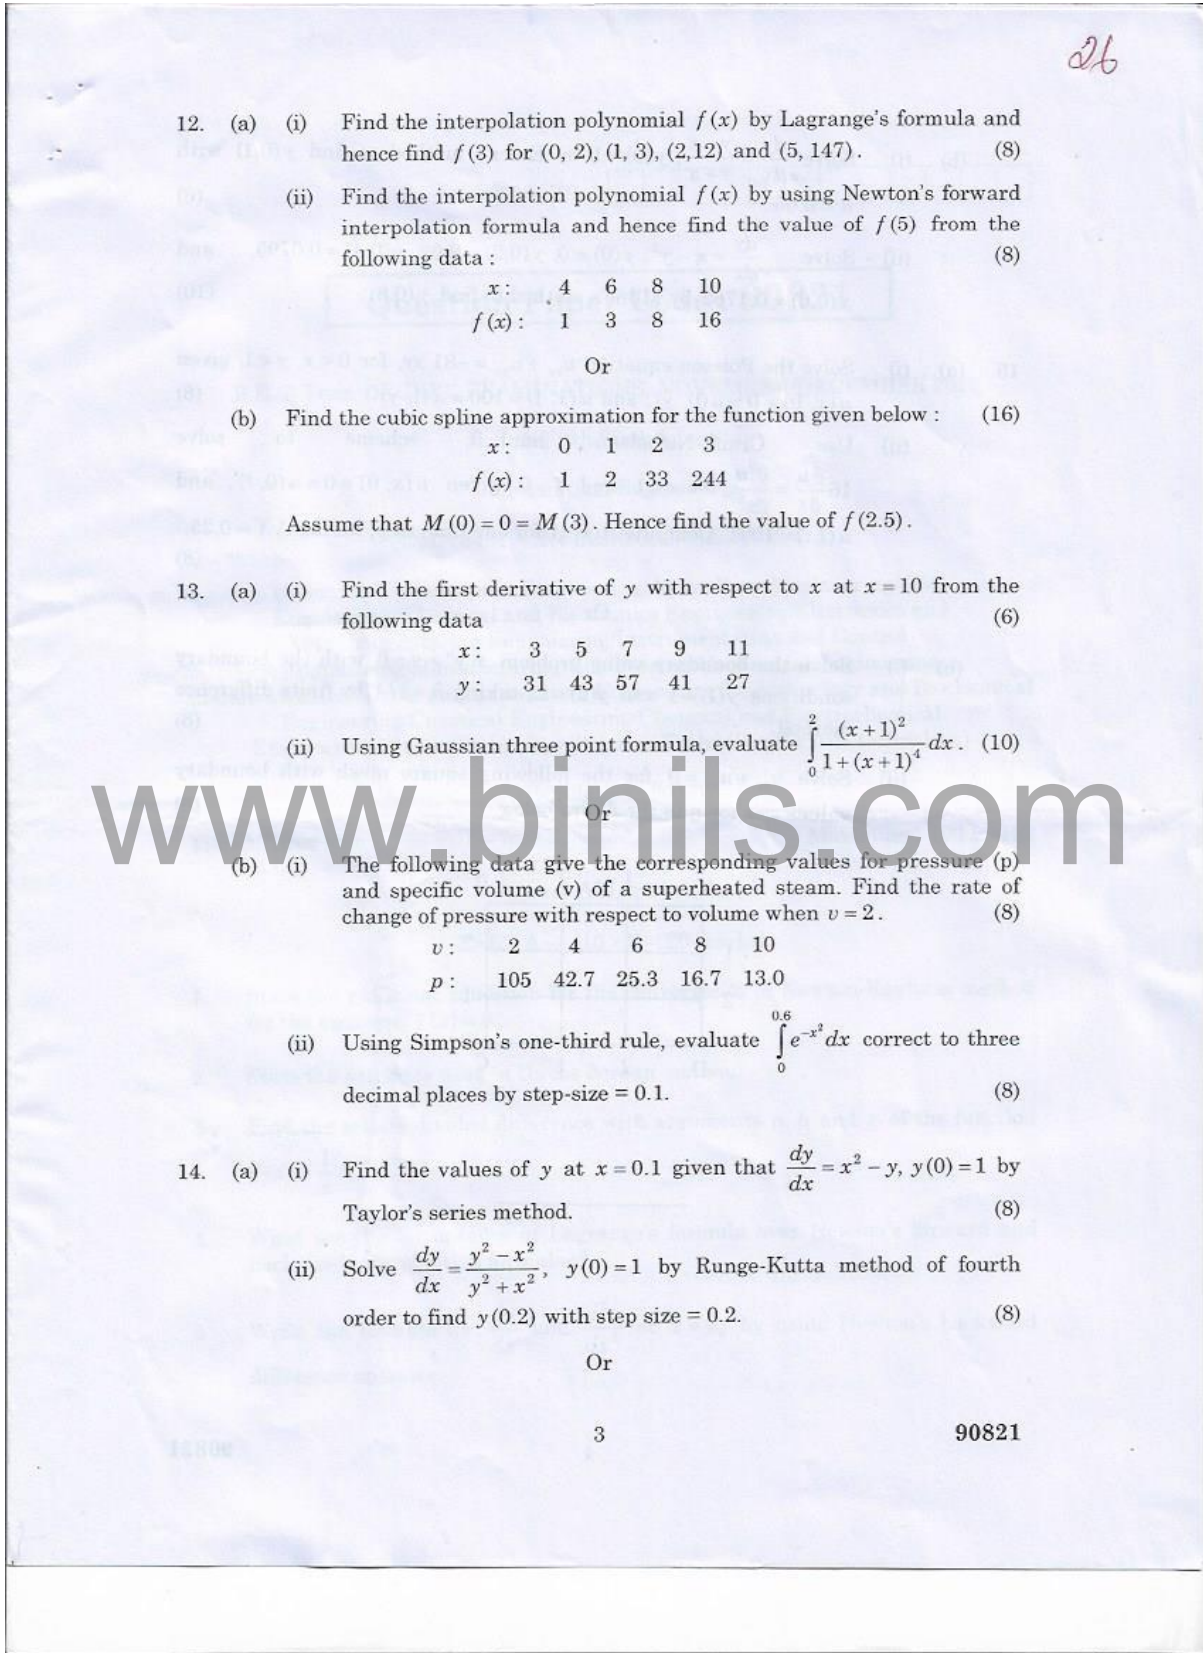 26
12. (a) (i) Find the interpolation polynomial f(x) by Lagrange's formula and
hence find f(3) for (0, 2), (1, 3), (2,12) and (5, 147). (8)
(ii) Find the interpolation polynomial f(x) by using Newton's forward
interpolation formula and hence find the value of f(5) from the
following data : (8)
x : 4 6 8 10
f(x) : 1 3 8 16
Or
(b) Find the cubic spline approximation for the function given below : (16)
x : 0 1 2 3
f(x) : 1 2 33 244
Assume that M(0) = 0 = M(3). Hence find the value of f(2.5).
13. (a) (i) Find the first derivative of y with respect to x at x = 10 from the
following data (6)
x : 3 5 7 9 11
y : 31 43 57 41 27
(ii) Using Gaussian three point formula, evaluate ∫₀² (x+1)²/(1+(x+1)⁴) dx. (10)
www.binils.com
Or
(b) (i) The following data give the corresponding values for pressure (p)
and specific volume (v) of a superheated steam. Find the rate of
change of pressure with respect to volume when v = 2. (8)
v : 2 4 6 8 10
p : 105 42.7 25.3 16.7 13.0
(ii) Using Simpson's one-third rule, evaluate ∫₀^0.6 e^(−x²) dx correct to three
decimal places by step-size = 0.1. (8)
14. (a) (i) Find the values of y at x = 0.1 given that dy/dx = x² − y, y(0) = 1 by
Taylor's series method. (8)
(ii) Solve dy/dx = (y² − x²)/(y² + x²), y(0) = 1 by Runge-Kutta method of fourth
order to find y(0.2) with step size = 0.2. (8)
Or
3 90821